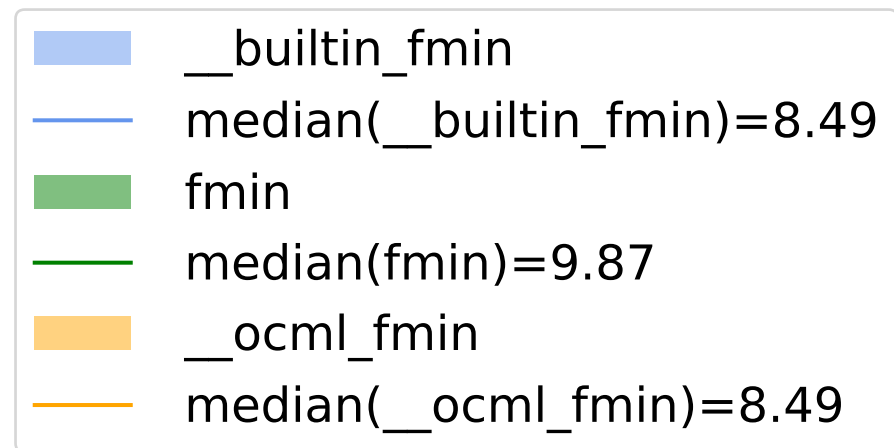 __builtin_fmin
median(__builtin_fmin)=8.49
fmin
median(fmin)=9.87
__ocml_fmin
median(__ocml_fmin)=8.49